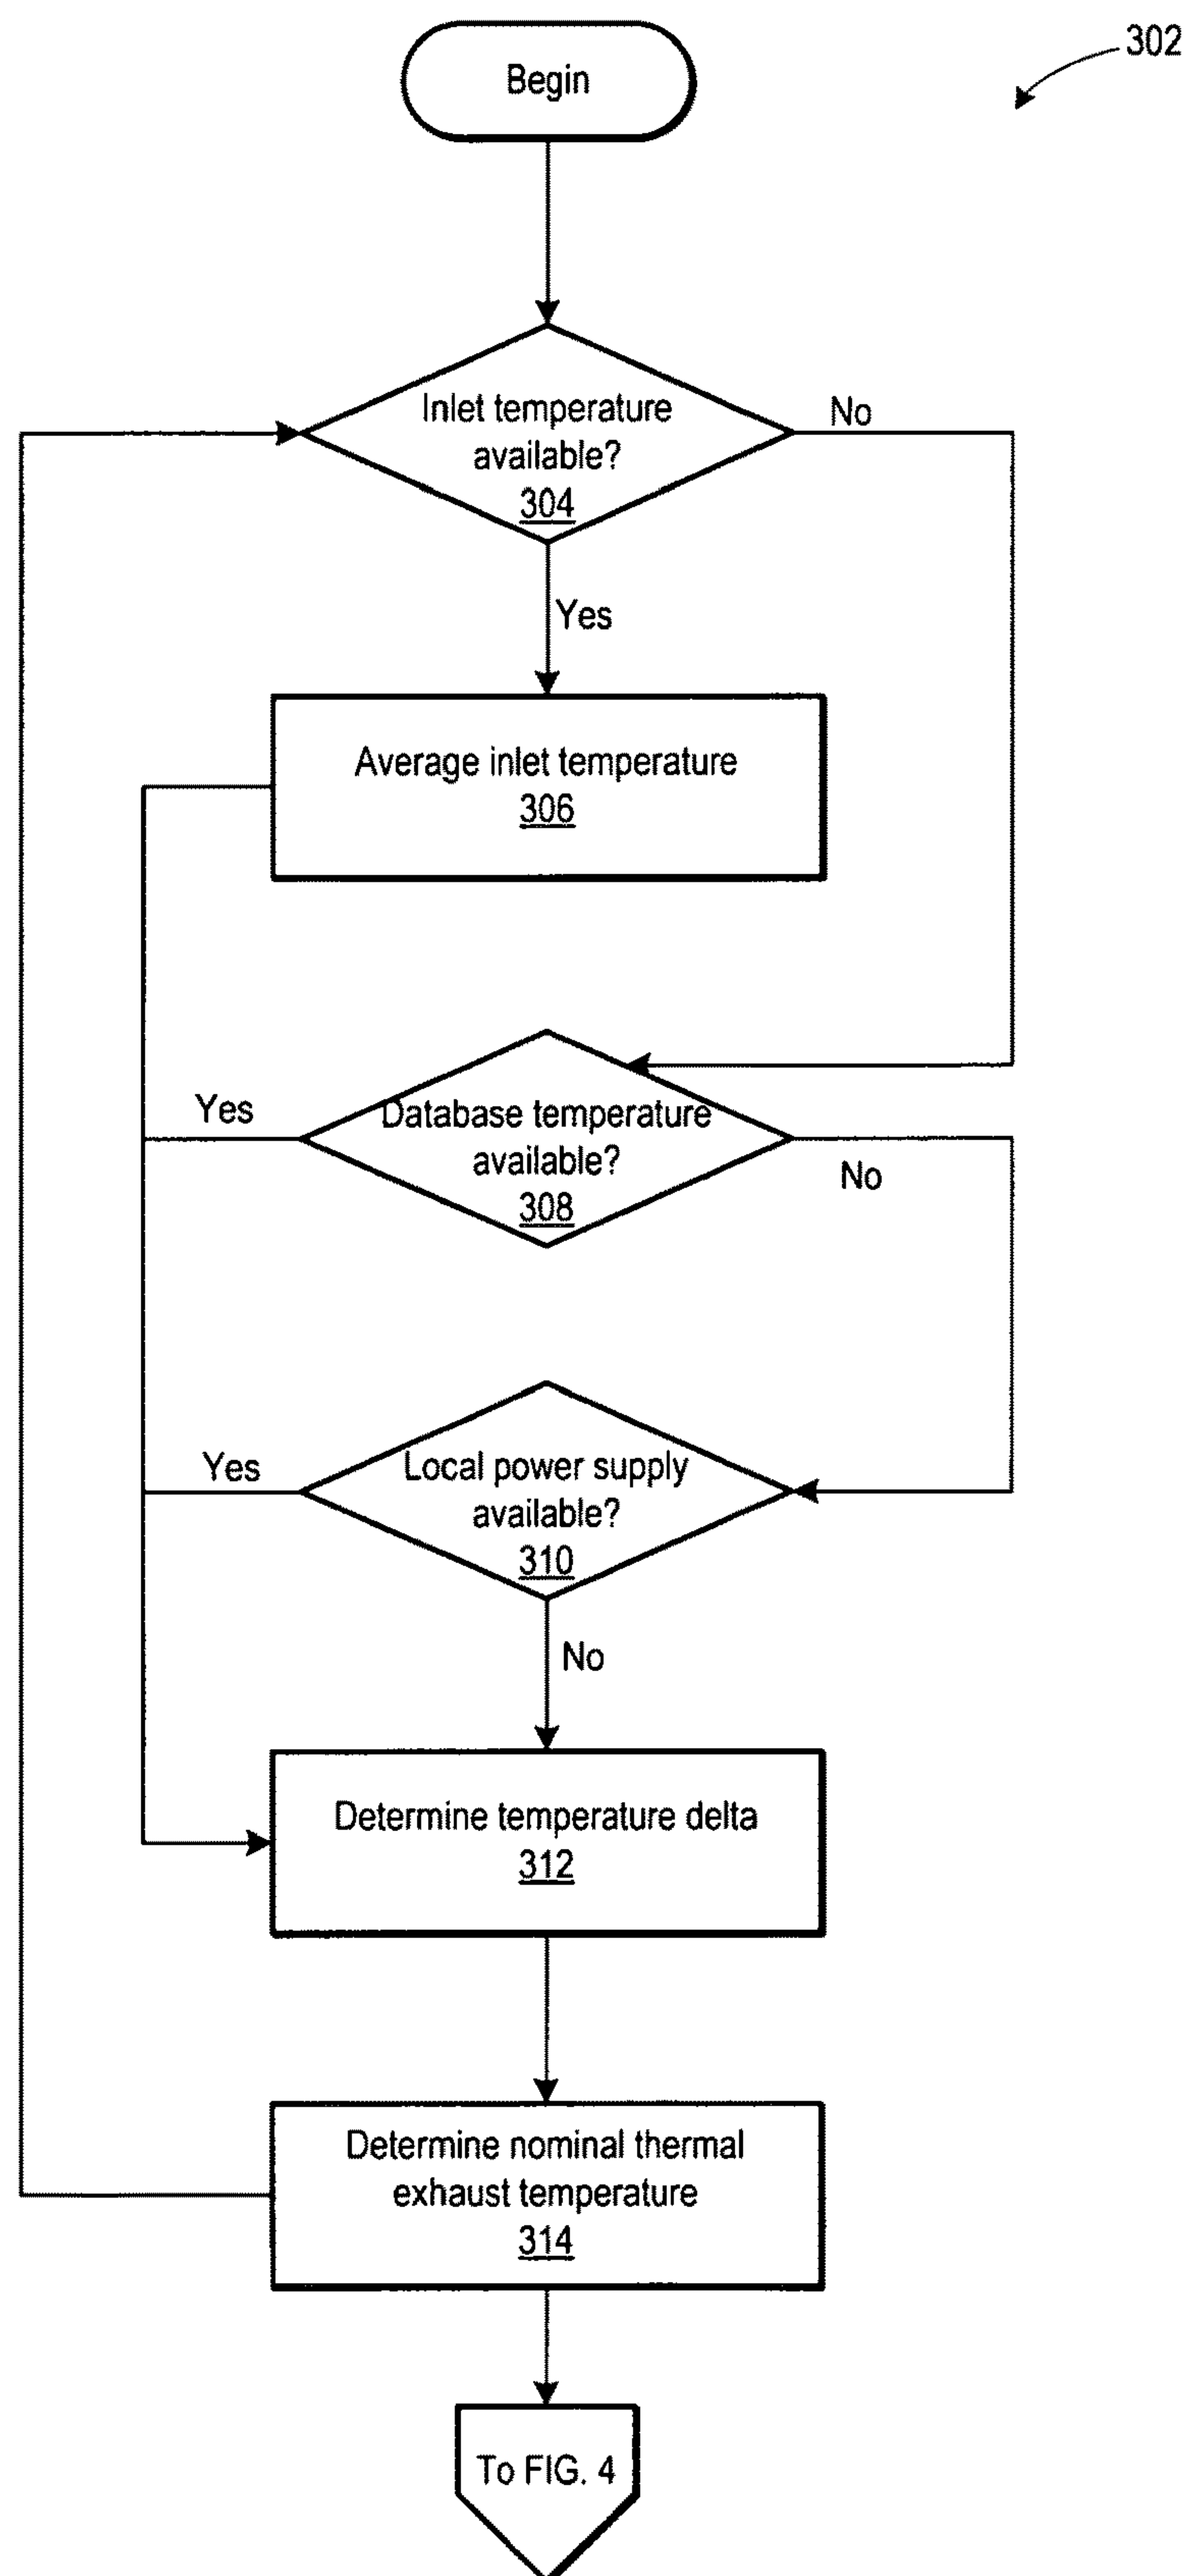 302
Begin
Inlet temperature
available?
304
No
Yes
Average inlet temperature
306
Database temperature
available?
308
Yes
No
Local power supply
available?
310
Yes
No
Determine temperature delta
312
Determine nominal thermal
exhaust temperature
314
To FIG. 4